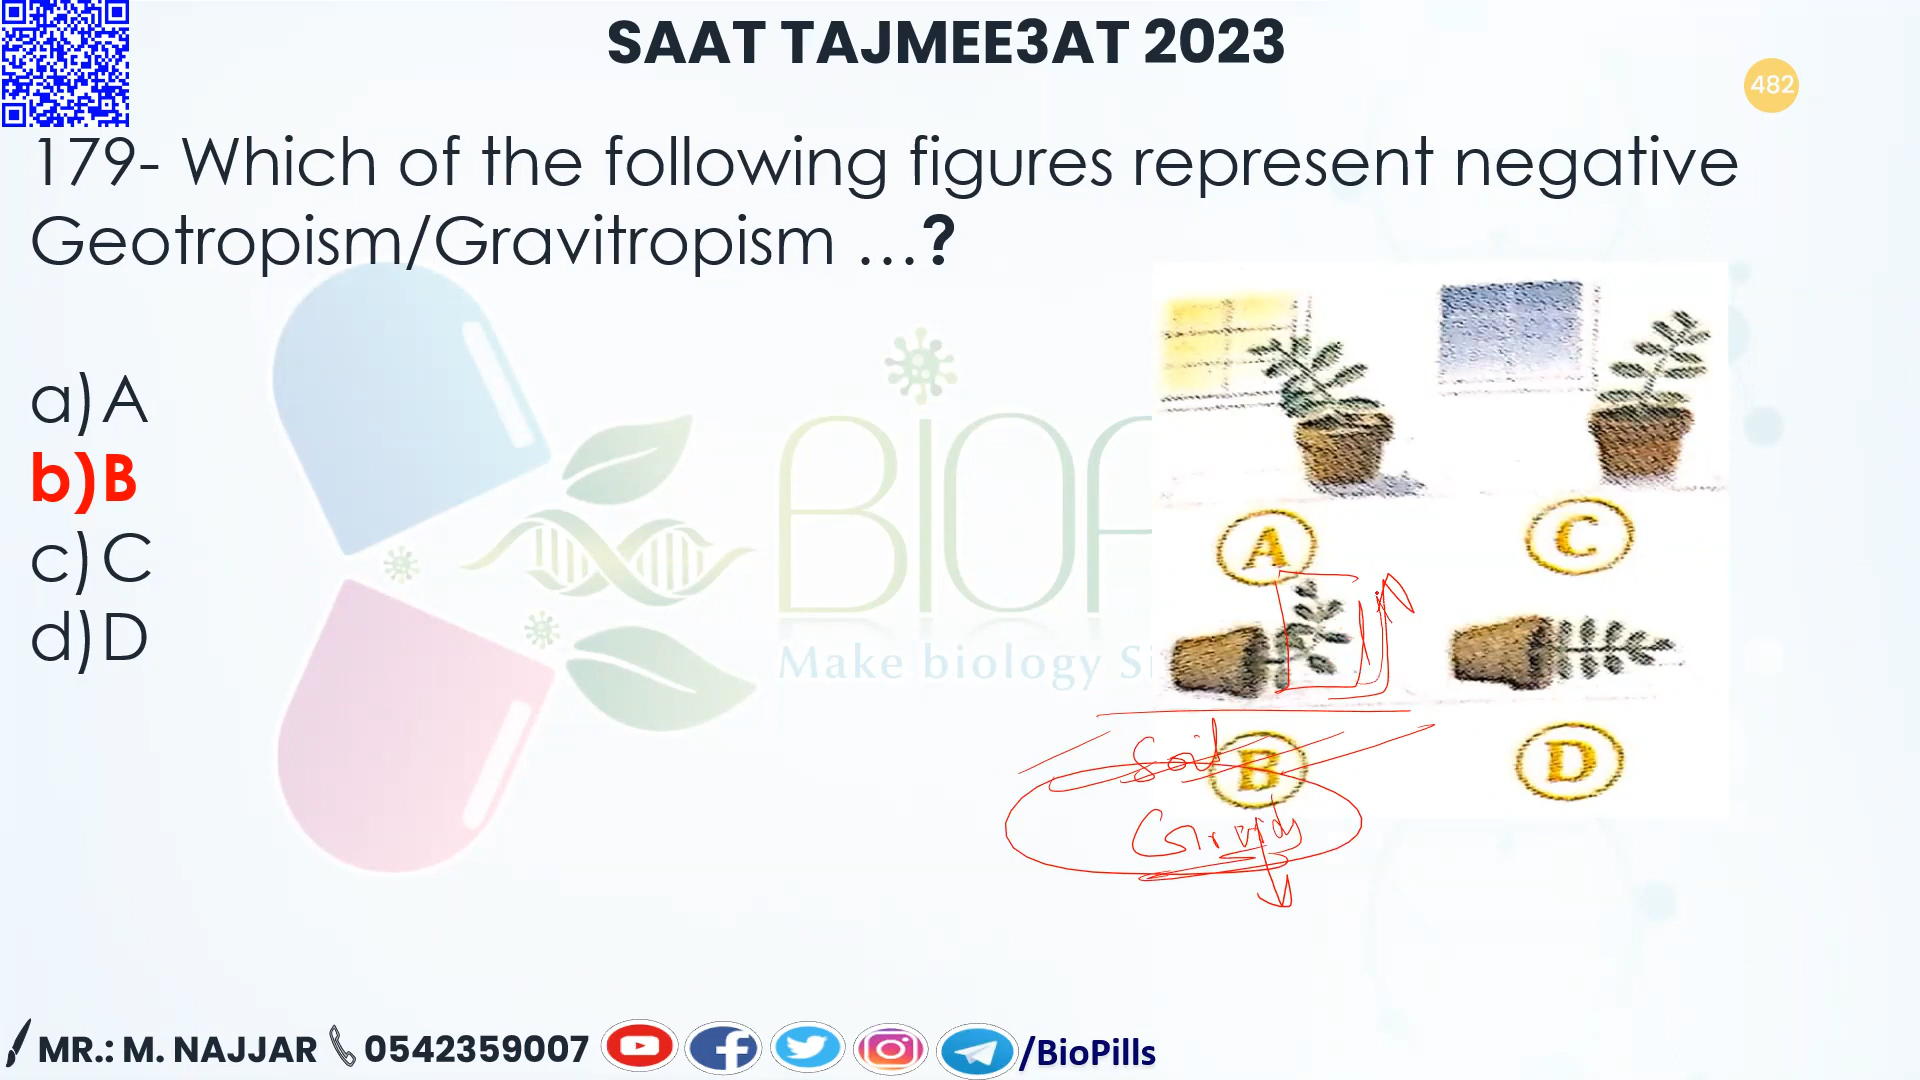 SAAT TAJMEE3AT 2023
482
179- Which of the following figures represent negative
Geotropism/Gravitropism ...?
a)A
b)B
c)C
d)D
A
C
B
D
Soil
Make biology Si
MR.: M. NAJJAR 0542359007 /BioPills